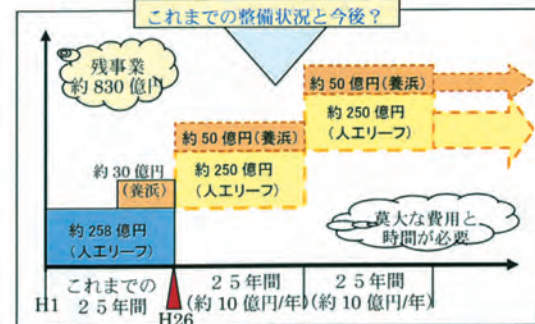 これまでの整備状況と今後？
残事業
約830億円
約50億円(養浜)
約50億円(養浜)
約250億円
(人工リーフ)
約30億円
(養浜)
約250億円
(人工リーフ)
約258億円
(人工リーフ)
莫大な費用と
時間が必要
これまでの
２５年間
２５年間
(約10億円/年)
２５年間
(約10億円/年)
H1
H26